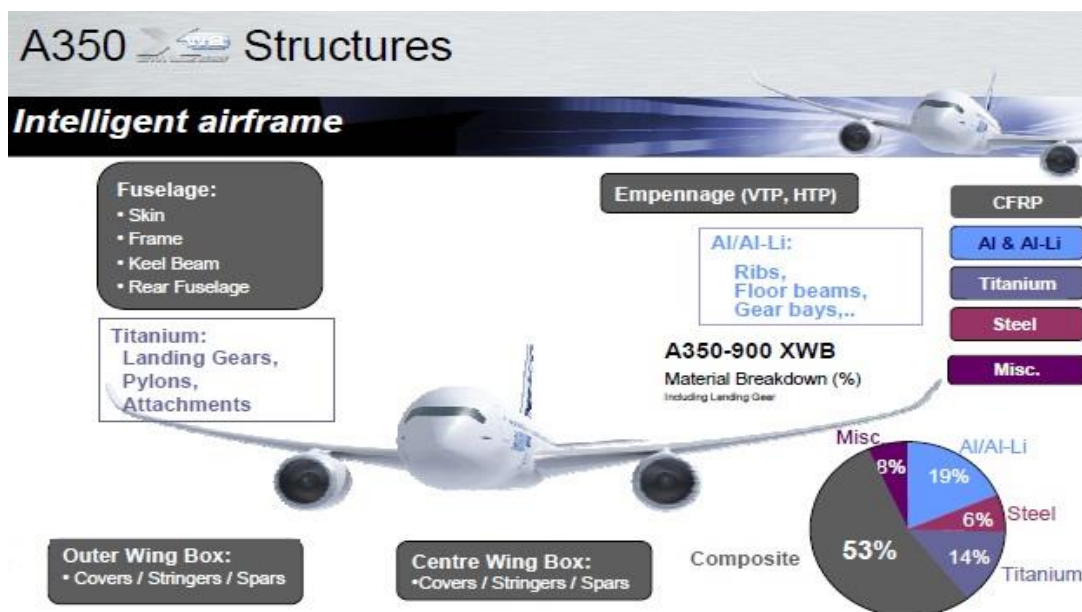 A350 XWB Structures
Intelligent airframe
Fuselage:
• Skin
• Frame
• Keel Beam
• Rear Fuselage
Empennage (VTP, HTP)
CFRP
Al & Al-Li
Titanium
Steel
Misc.
Al/Al-Li:
Ribs,
Floor beams,
Gear bays,..
Titanium:
Landing Gears,
Pylons,
Attachments
A350-900 XWB
Material Breakdown (%)
Including Landing Gear
Misc.
8%
Al/Al-Li
19%
Steel
6%
Composite
53%
14%
Titanium
Outer Wing Box:
• Covers / Stringers / Spars
Centre Wing Box:
•Covers / Stringers / Spars